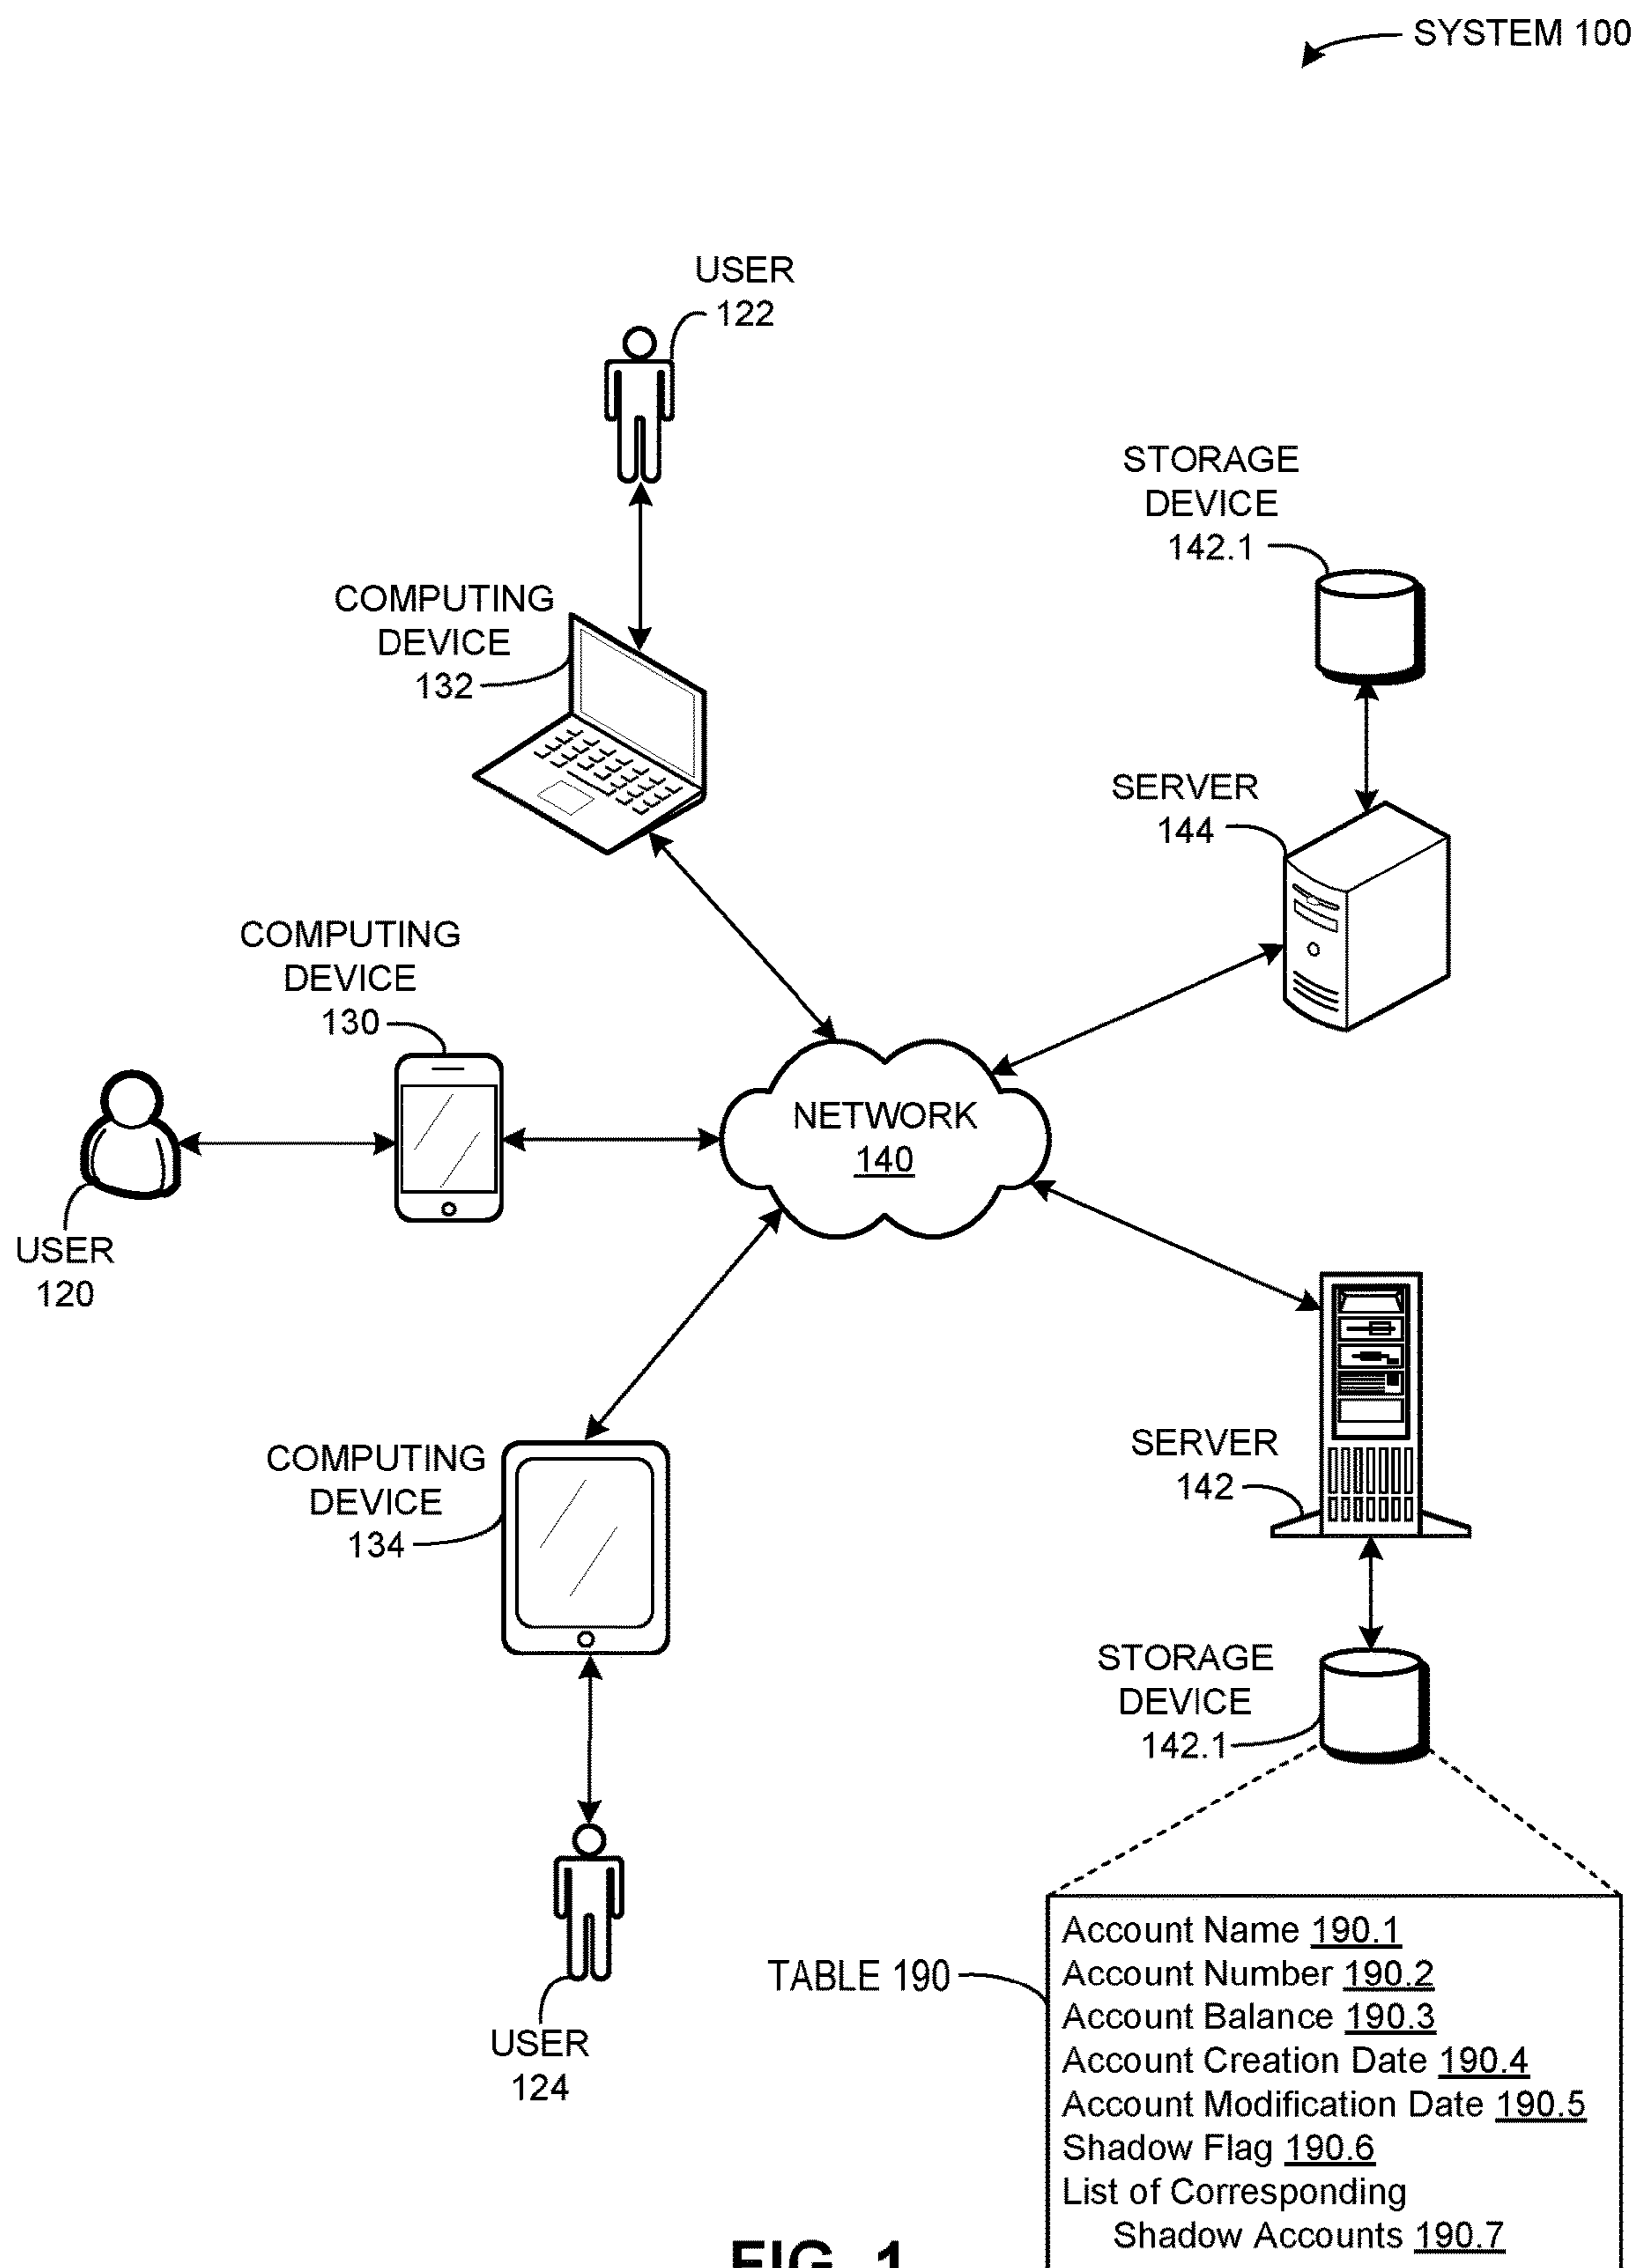 SYSTEM 100
USER
122
STORAGE
DEVICE
142.1
COMPUTING
DEVICE
132
SERVER
144
COMPUTING
DEVICE
130
NETWORK
140
USER
120
COMPUTING
DEVICE
134
SERVER
142
STORAGE
DEVICE
142.1
TABLE 190
Account Name 190.1
Account Number 190.2
Account Balance 190.3
Account Creation Date 190.4
Account Modification Date 190.5
Shadow Flag 190.6
List of Corresponding
Shadow Accounts 190.7
USER
124
FIG. 1